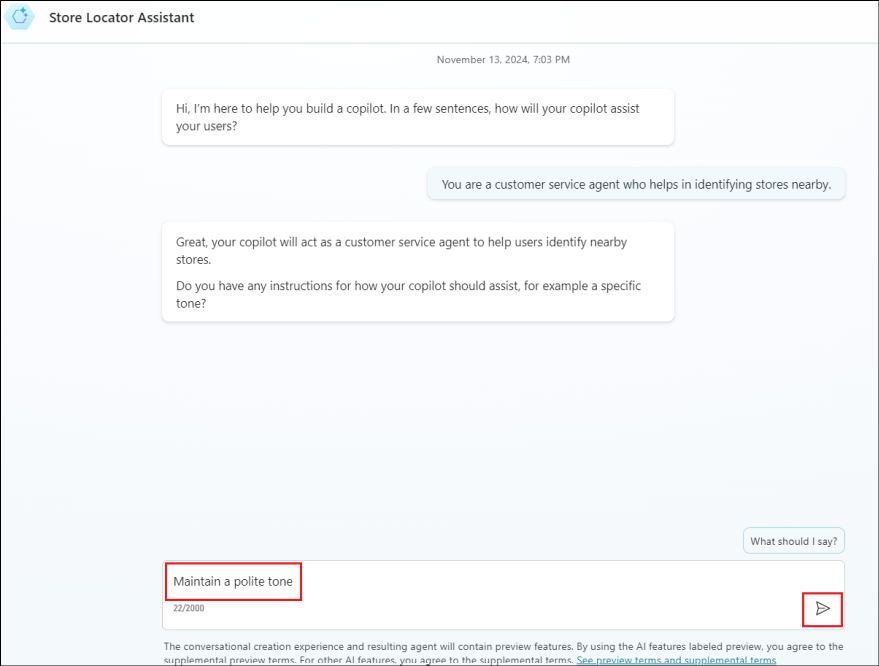 Store Locator Assistant
November 13, 2024, 7:03 PM
Hi, I'm here to help you build a copilot. In a few sentences, how will your copilot assist
your users?
You are a customer service agent who helps in identifying stores nearby.
Great, your copilot will act as a customer service agent to help users identify nearby
stores.
Do you have any instructions for how your copilot should assist, for example a specific
tone?
What should I say?
Maintain a polite tone
22/2000
The conversational creation experience and resulting agent will contain preview features. By using the AI features labeled preview, you agree to the
supplemental preview terms. For other AI features, you agree to the supplemental terms. See preview terms and supplemental terms